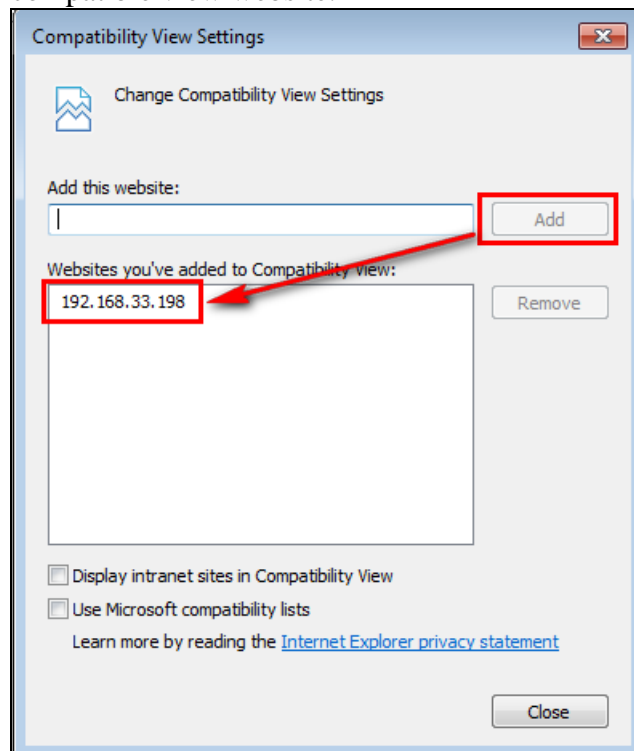 Compatibility View Settings
Change Compatibility View Settings
Add this website:
Add
Websites you've added to Compatibility View:
192.168.33.198
Remove
Display intranet sites in Compatibility View
Use Microsoft compatibility lists
Learn more by reading the Internet Explorer privacy statement
Close